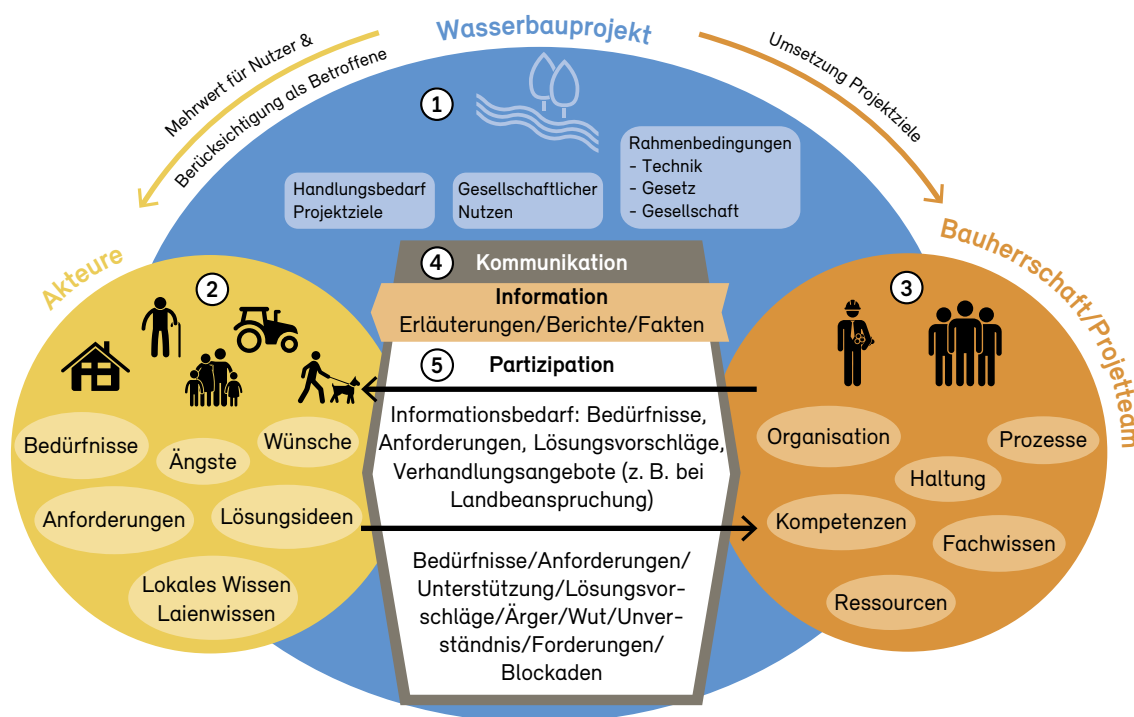 Wasserbauprojekt
Mehrwert für Nutzer &
Berücksichtigung als Betroffene
Umsetzung Projektziele
1
Handlungsbedarf
Projektziele
Gesellschaftlicher
Nutzen
Rahmenbedingungen
- Technik
- Gesetz
- Gesellschaft
Akteure
2
Bedürfnisse
Ängste
Wünsche
Anforderungen
Lösungsideen
Lokales Wissen
Laienwissen
4 Kommunikation
Information
Erläuterungen/Berichte/Fakten
5 Partizipation
Informationsbedarf: Bedürfnisse,
Anforderungen, Lösungsvorschläge,
Verhandlungsangebote (z. B. bei
Landbeanspruchung)
Bedürfnisse/Anforderungen/
Unterstützung/Lösungsvor-
schläge/Ärger/Wut/Unver-
ständnis/Forderungen/
Blockaden
Bauherrschaft/Projetteam
3
Organisation
Prozesse
Haltung
Kompetenzen
Fachwissen
Ressourcen